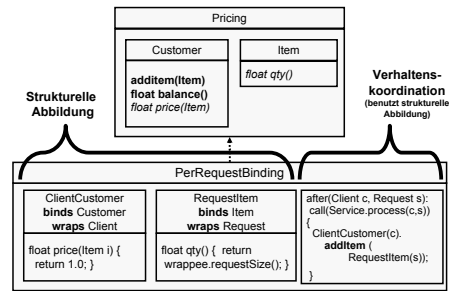 Pricing
Customer
additem(Item)
float balance()
float price(Item)
Item
float qty()
Strukturelle
Abbildung
Verhaltens-
koordination
(benutzt strukturelle
Abbildung)
PerRequestBinding
ClientCustomer
binds Customer
wraps Client
float price(Item i) {
return 1.0; }
RequestItem
binds Item
wraps Request
float qty() { return
wrappee.requestSize(); }
after(Client c, Request s):
call(Service.process(c,s))
{
ClientCustomer(c).
addItem (
RequestItem(s));
}